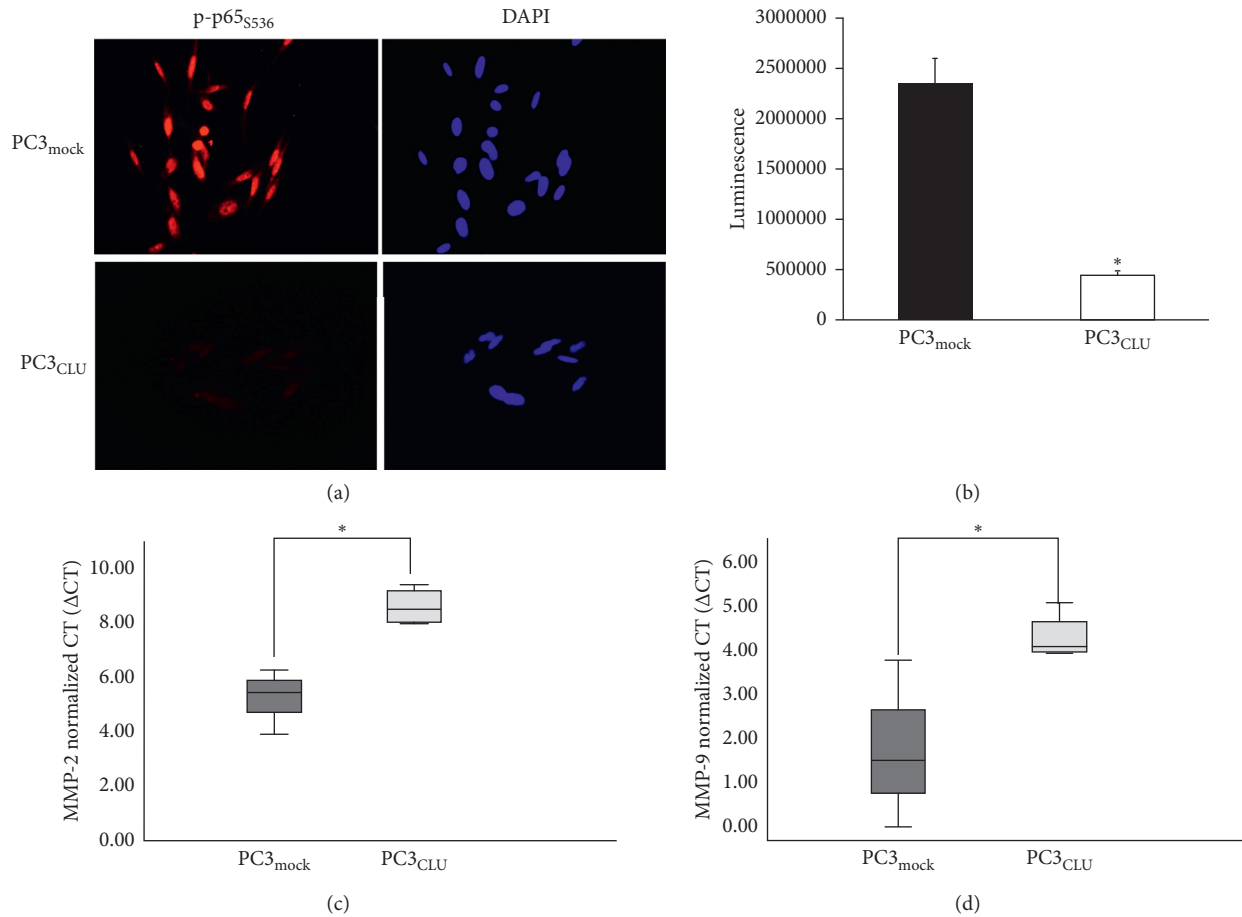 p-p65S536
DAPI
PC3mock
PC3CLU
(a)
3000000
2500000
2000000
1500000
1000000
500000
0
Luminescence
*
PC3mock
PC3CLU
(b)
MMP-2 normalized CT (ΔCT)
10.00
8.00
6.00
4.00
2.00
0.00
*
PC3mock
PC3CLU
(c)
MMP-9 normalized CT (ΔCT)
6.00
5.00
4.00
3.00
2.00
1.00
0.00
*
PC3mock
PC3CLU
(d)